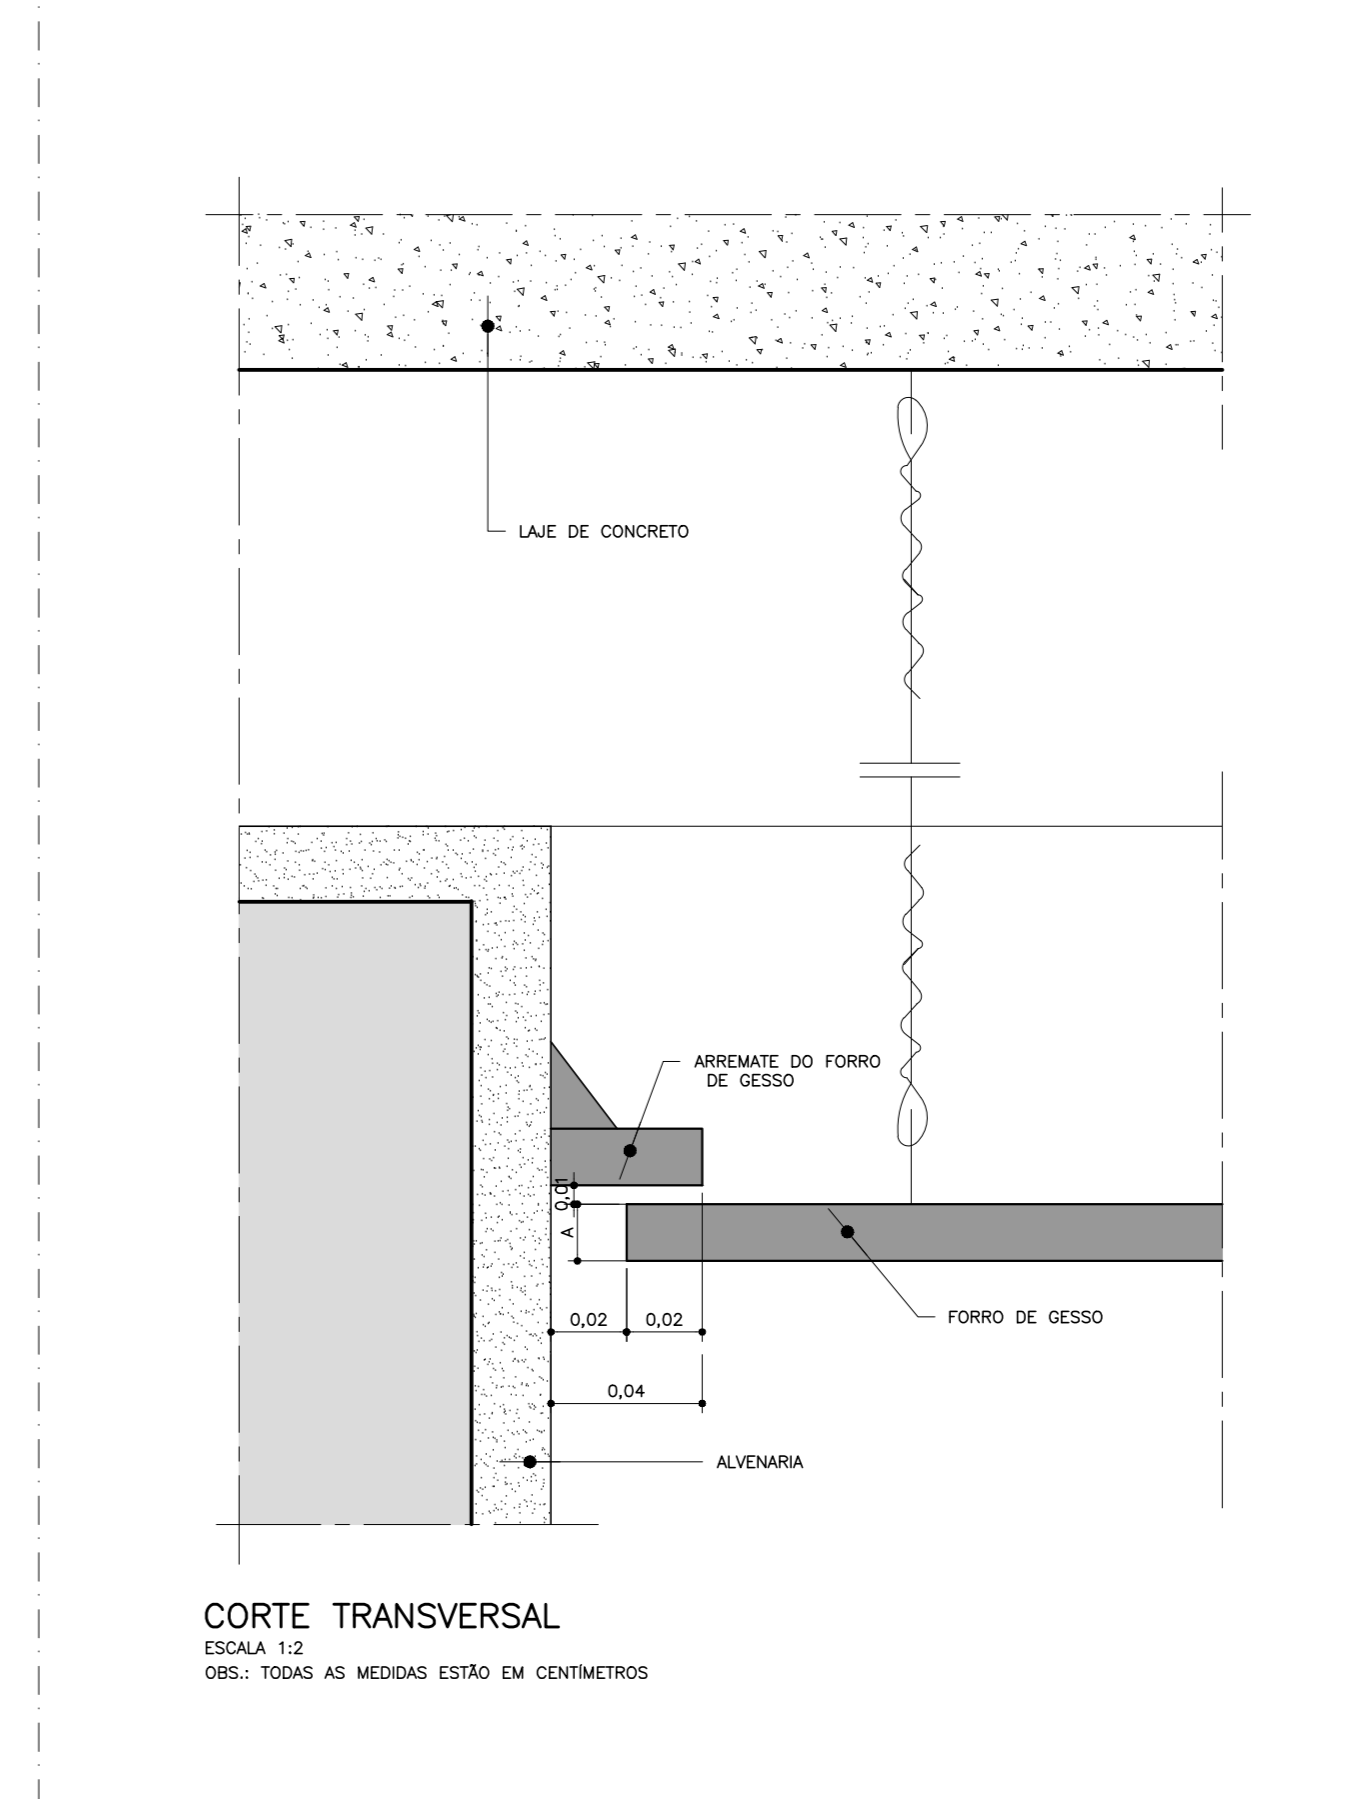 LAJE DE CONCRETO
ARREMATE DO FORRO
DE GESSO
0,01
A
FORRO DE GESSO
0,02 0,02
0,04
ALVENARIA
CORTE TRANSVERSAL
ESCALA 1:2
OBS.: TODAS AS MEDIDAS ESTÃO EM CENTÍMETROS